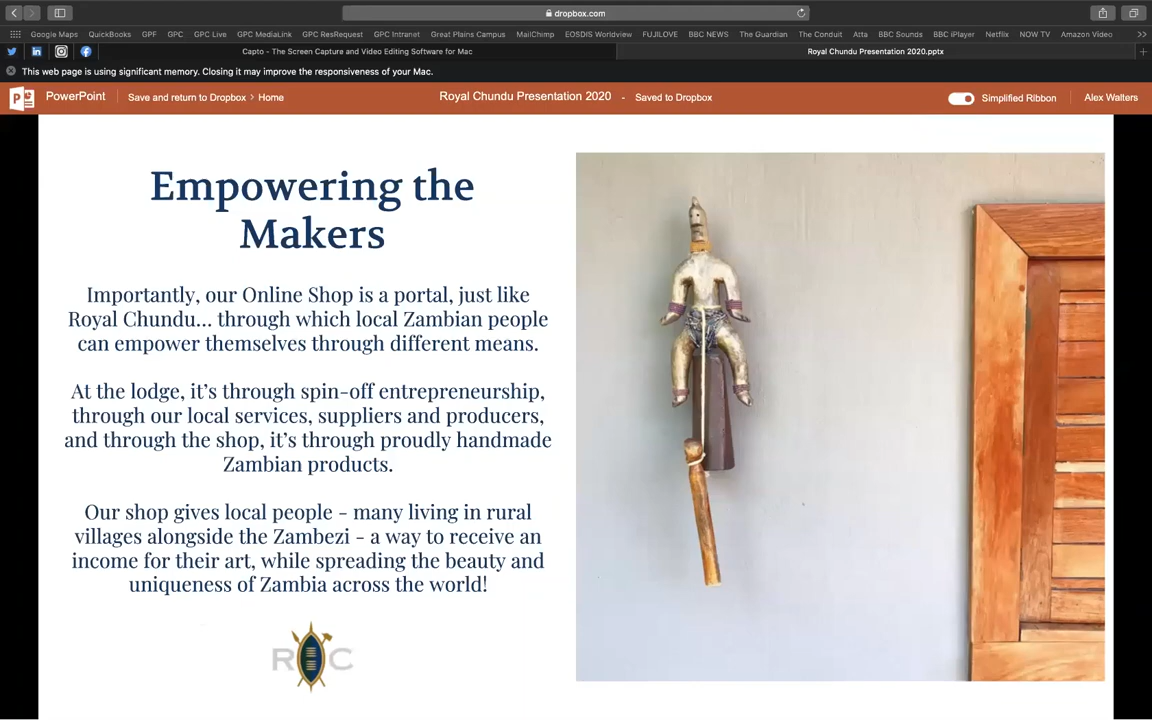 dropbox.com
Google Maps QuickBooks GPF GPC GPC Live GPC MediaLink GPC ResRequest GPC Intranet Great Plains Campus MailChimp EOSDIS Worldview FUJILOVE BBC NEWS The Guardian The Conduit Atta BBC Sounds BBC iPlayer Netflix NOW TV Amazon Video
Capto - The Screen Capture and Video Editing Software for Mac
Royal Chundu Presentation 2020.pptx
This web page is using significant memory. Closing it may improve the responsiveness of your Mac.
PowerPoint Save and return to Dropbox > Home Royal Chundu Presentation 2020 - Saved to Dropbox Simplified Ribbon Alex Walters
Empowering the
Makers
Importantly, our Online Shop is a portal, just like
Royal Chundu... through which local Zambian people
can empower themselves through different means.
At the lodge, it's through spin-off entrepreneurship,
through our local services, suppliers and producers,
and through the shop, it's through proudly handmade
Zambian products.
Our shop gives local people - many living in rural
villages alongside the Zambezi - a way to receive an
income for their art, while spreading the beauty and
uniqueness of Zambia across the world!
R C